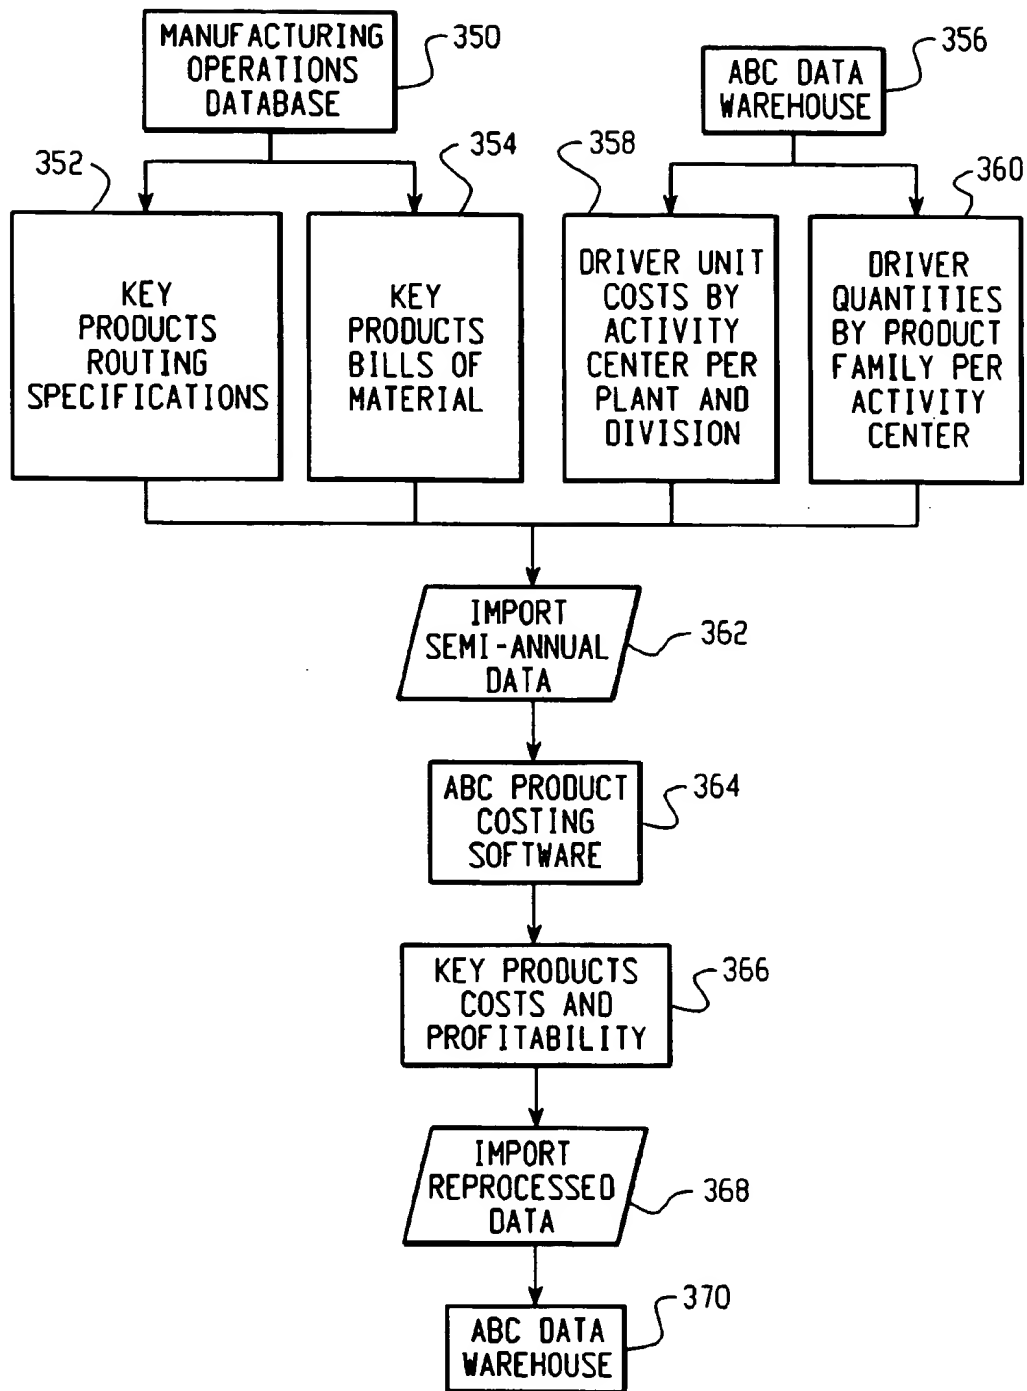 MANUFACTURING
OPERATIONS
DATABASE
350
356
ABC DATA
WAREHOUSE
352
354
358
360
KEY
PRODUCTS
ROUTING
SPECIFICATIONS
KEY
PRODUCTS
BILLS OF
MATERIAL
DRIVER UNIT
COSTS BY
ACTIVITY
CENTER PER
PLANT AND
DIVISION
DRIVER
QUANTITIES
BY PRODUCT
FAMILY PER
ACTIVITY
CENTER
IMPORT
SEMI-ANNUAL
DATA
362
ABC PRODUCT
COSTING
SOFTWARE
364
KEY PRODUCTS
COSTS AND
PROFITABILITY
366
IMPORT
REPROCESSED
DATA
368
ABC DATA
WAREHOUSE
370